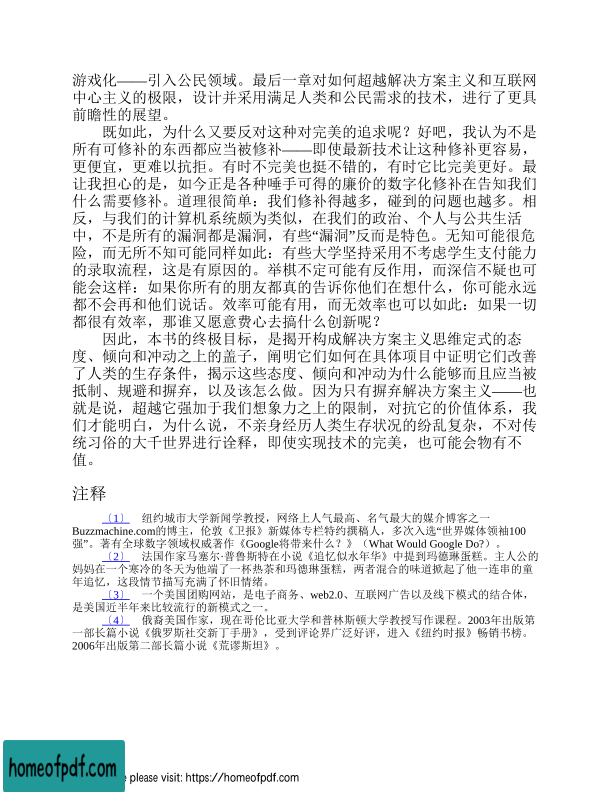 游戏化——引入公民领域。最后一章对如何超越解决方案主义和互联网
中心主义的极限，设计并采用满足人类和公民需求的技术，进行了更具
前瞻性的展望。
既如此，为什么又要反对这种对完美的追求呢？好吧，我认为不是
所有可修补的东西都应当被修补——即使最新技术让这种修补更容易，
更便宜，更难以抗拒。有时不完美也挺不错的，有时它比完美更好。最
让我担心的是，如今正是各种唾手可得的廉价的数字化修补在告知我们
什么需要修补。道理很简单：我们修补得越多，碰到的问题也越多。相
反，与我们的计算机系统颇为类似，在我们的政治、个人与公共生活
中，不是所有的漏洞都是漏洞，有些“漏洞”反而是特色。无知可能很危
险，而无所不知可能同样如此：有些大学坚持采用不考虑学生支付能力
的录取流程，这是有原因的。举棋不定可能有反作用，而深信不疑也可
能会这样：如果你所有的朋友都真的告诉你他们在想什么，你可能永远
都不会再和他们说话。效率可能有用，而无效率也可以如此：如果一切
都很有效率，那谁又愿意费心去搞什么创新呢？
因此，本书的终极目标，是揭开构成解决方案主义思维定式的态
度、倾向和冲动之上的盖子，阐明它们如何在具体项目中证明它们改善
了人类的生存条件，揭示这些态度、倾向和冲动为什么能够而且应当被
抵制、规避和摒弃，以及该怎么做。因为只有摒弃解决方案主义——也
就是说，超越它强加于我们想象力之上的限制，对抗它的价值体系，我
们才能明白，为什么说，不亲身经历人类生存状况的纷乱复杂，不对传
统习俗的大千世界进行诠释，即使实现技术的完美，也可能会物有不
值。
注释
〔1〕 纽约城市大学新闻学教授，网络上人气最高、名气最大的媒介博客之一
Buzzmachine.com的博主，伦敦《卫报》新媒体专栏特约撰稿人，多次入选“世界媒体领袖100
强”。著有全球数字领域权威著作《Google将带来什么？》（What Would Google Do?）。
〔2〕 法国作家马塞尔·普鲁斯特在小说《追忆似水年华》中提到玛德琳蛋糕。主人公的
妈妈在一个寒冷的冬天为他端了一杯热茶和玛德琳蛋糕，两者混合的味道掀起了他一连串的童
年追忆，这段情节描写充满了怀旧情绪。
〔3〕 一个美国团购网站，是电子商务、web2.0、互联网广告以及线下模式的结合体，
是美国近半年来比较流行的新模式之一。
〔4〕 俄裔美国作家，现在哥伦比亚大学和普林斯顿大学教授写作课程。2003年出版第
一部长篇小说《俄罗斯社交新丁手册》，受到评论界广泛好评，进入《纽约时报》畅销书榜。
2006年出版第二部长篇小说《荒谬斯坦》。
homeofpdf.com
e please visit: https://homeofpdf.com